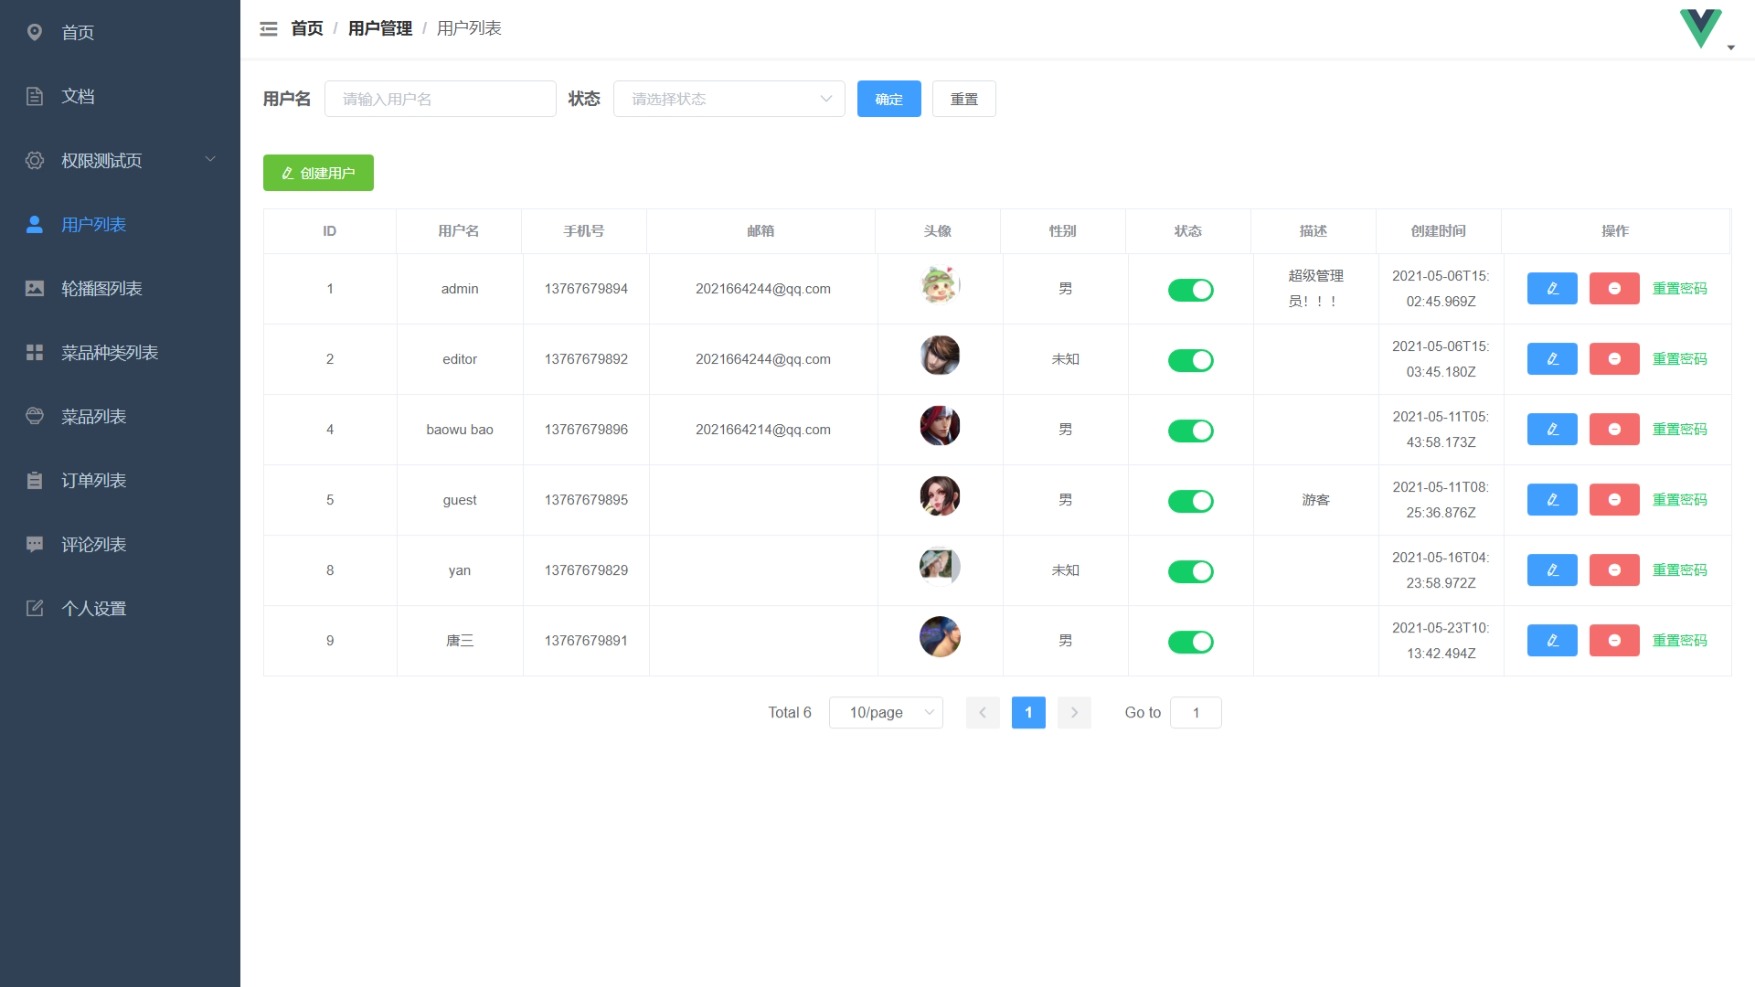 首页
文档
权限测试页
用户列表
轮播图列表
菜品种类列表
菜品列表
订单列表
评论列表
个人设置
首页 / 用户管理 / 用户列表
用户名 请输入用户名 状态 请选择状态 确定 重置
创建用户
ID 用户名 手机号 邮箱 头像 性别 状态 描述 创建时间 操作
1 admin 13767679894 2021664244@qq.com 男 超级管理员！！！ 2021-05-06T15:02:45.969Z 重置密码
2 editor 13767679892 2021664244@qq.com 未知 2021-05-06T15:03:45.180Z 重置密码
4 baowu bao 13767679896 2021664214@qq.com 男 2021-05-11T05:43:58.173Z 重置密码
5 guest 13767679895 男 游客 2021-05-11T08:25:36.876Z 重置密码
8 yan 13767679829 未知 2021-05-16T04:23:58.972Z 重置密码
9 唐三 13767679891 男 2021-05-23T10:13:42.494Z 重置密码
Total 6 10/page 1 Go to 1